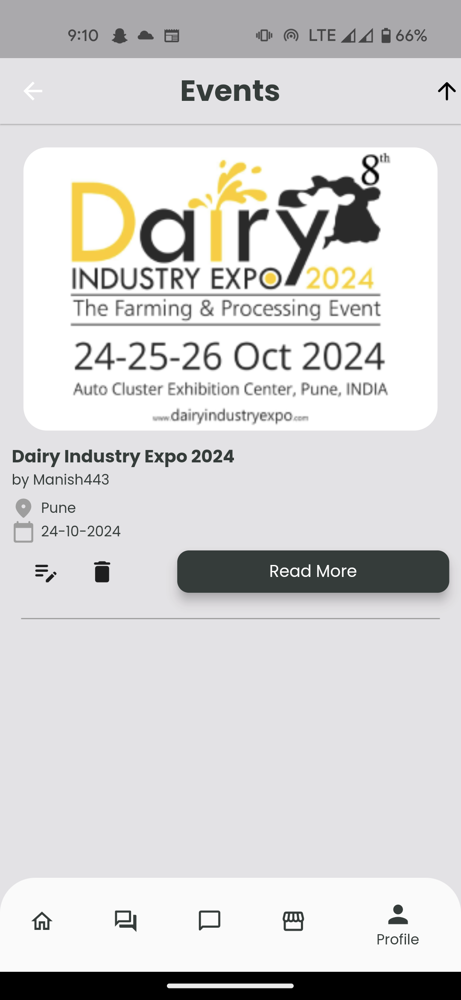 9:10
LTE 66%
Events
8th
Dairy
INDUSTRY EXPO 2024
The Farming & Processing Event
24-25-26 Oct 2024
Auto Cluster Exhibition Center, Pune, INDIA
www.dairyindustryexpo.com
Dairy Industry Expo 2024
by Manish443
Pune
24-10-2024
Read More
Profile